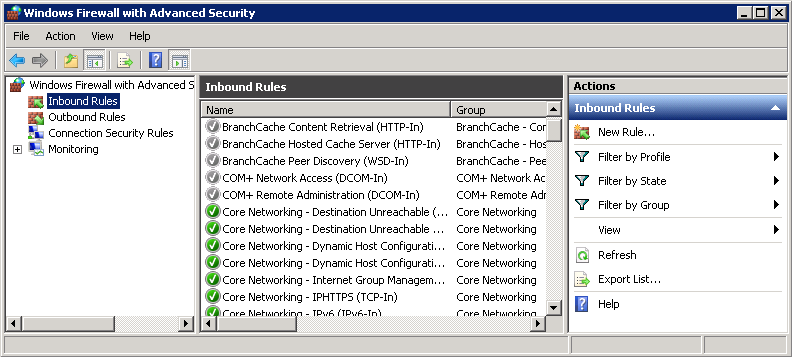 Windows Firewall with Advanced Security
File Action View Help
Windows Firewall with Advanced S
Inbound Rules
Outbound Rules
Connection Security Rules
Monitoring
Inbound Rules
Name Group
BranchCache Content Retrieval (HTTP-In) BranchCache - Cor
BranchCache Hosted Cache Server (HTTP-In) BranchCache - Hos
BranchCache Peer Discovery (WSD-In) BranchCache - Pee
COM+ Network Access (DCOM-In) COM+ Network Ac
COM+ Remote Administration (DCOM-In) COM+ Remote Adr
Core Networking - Destination Unreachable (... Core Networking
Core Networking - Destination Unreachable ... Core Networking
Core Networking - Dynamic Host Configurati... Core Networking
Core Networking - Dynamic Host Configurati... Core Networking
Core Networking - Internet Group Managem... Core Networking
Core Networking - IPHTTPS (TCP-In) Core Networking
Core Networking - IPv6 (IPv6-In) Core Networking
Actions
Inbound Rules
New Rule...
Filter by Profile
Filter by State
Filter by Group
View
Refresh
Export List...
Help